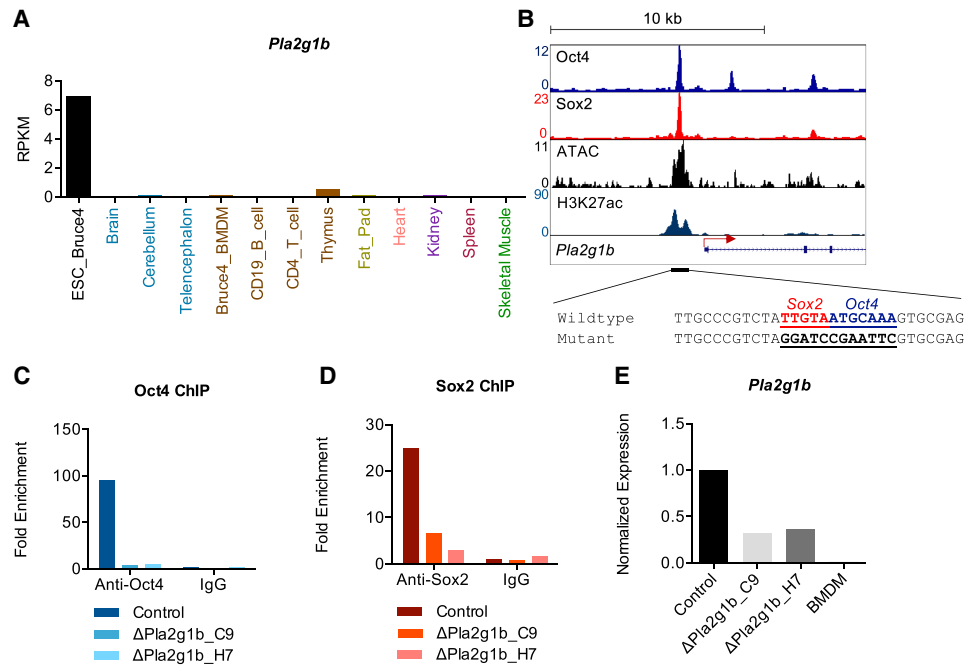 A
Pla2g1b
RPKM
8
6
4
2
0
ESC_Bruce4
Brain
Cerebellum
Telencephalon
Bruce4_BMDM
CD19_B_cell
CD4_T_cell
Thymus
Fat_Pad
Heart
Kidney
Spleen
Skeletal Muscle
B
10 kb
12
Oct4
0
23
Sox2
0
11
ATAC
0
90
H3K27ac
0
Pla2g1b
Sox2 Oct4
Wildtype TTGCCCGTCTATTGTAATGCAAAGTGCGAG
Mutant TTGCCCGTCTAGGATCCGAATTCGTGCGAG
C
Oct4 ChIP
Fold Enrichment
150
100
50
0
Anti-Oct4 IgG
Control
ΔPla2g1b_C9
ΔPla2g1b_H7
D
Sox2 ChIP
Fold Enrichment
30
20
10
0
Anti-Sox2 IgG
Control
ΔPla2g1b_C9
ΔPla2g1b_H7
E
Pla2g1b
Normalized Expression
1.5
1.0
0.5
0.0
Control
ΔPla2g1b_C9
ΔPla2g1b_H7
BMDM